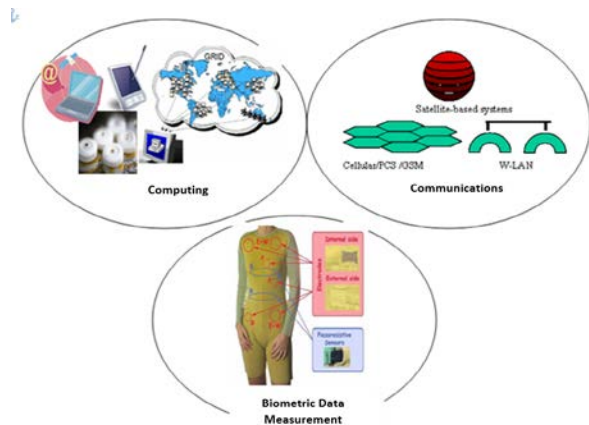 @
GRID
Computing
Satellite-based systems
Cellular/PCS /GSM
W-LAN
Communications
Internal side
Electrodes
External side
Piezoresistive
Sensors
Biometric Data
Measurement